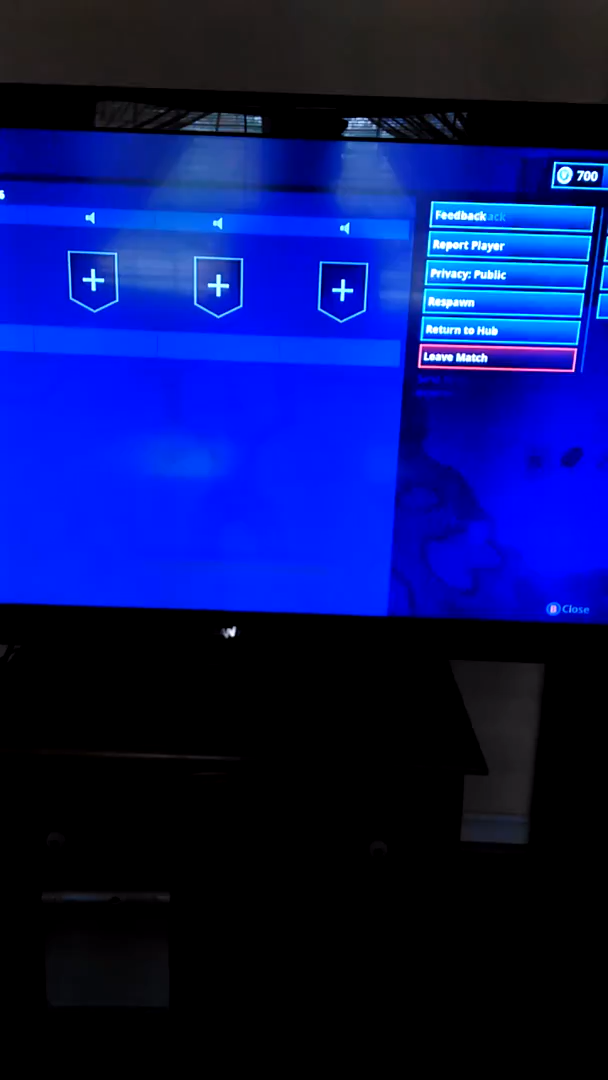 700
Feedback
Report Player
Privacy: Public
Respawn
Return to Hub
Leave Match
B Close